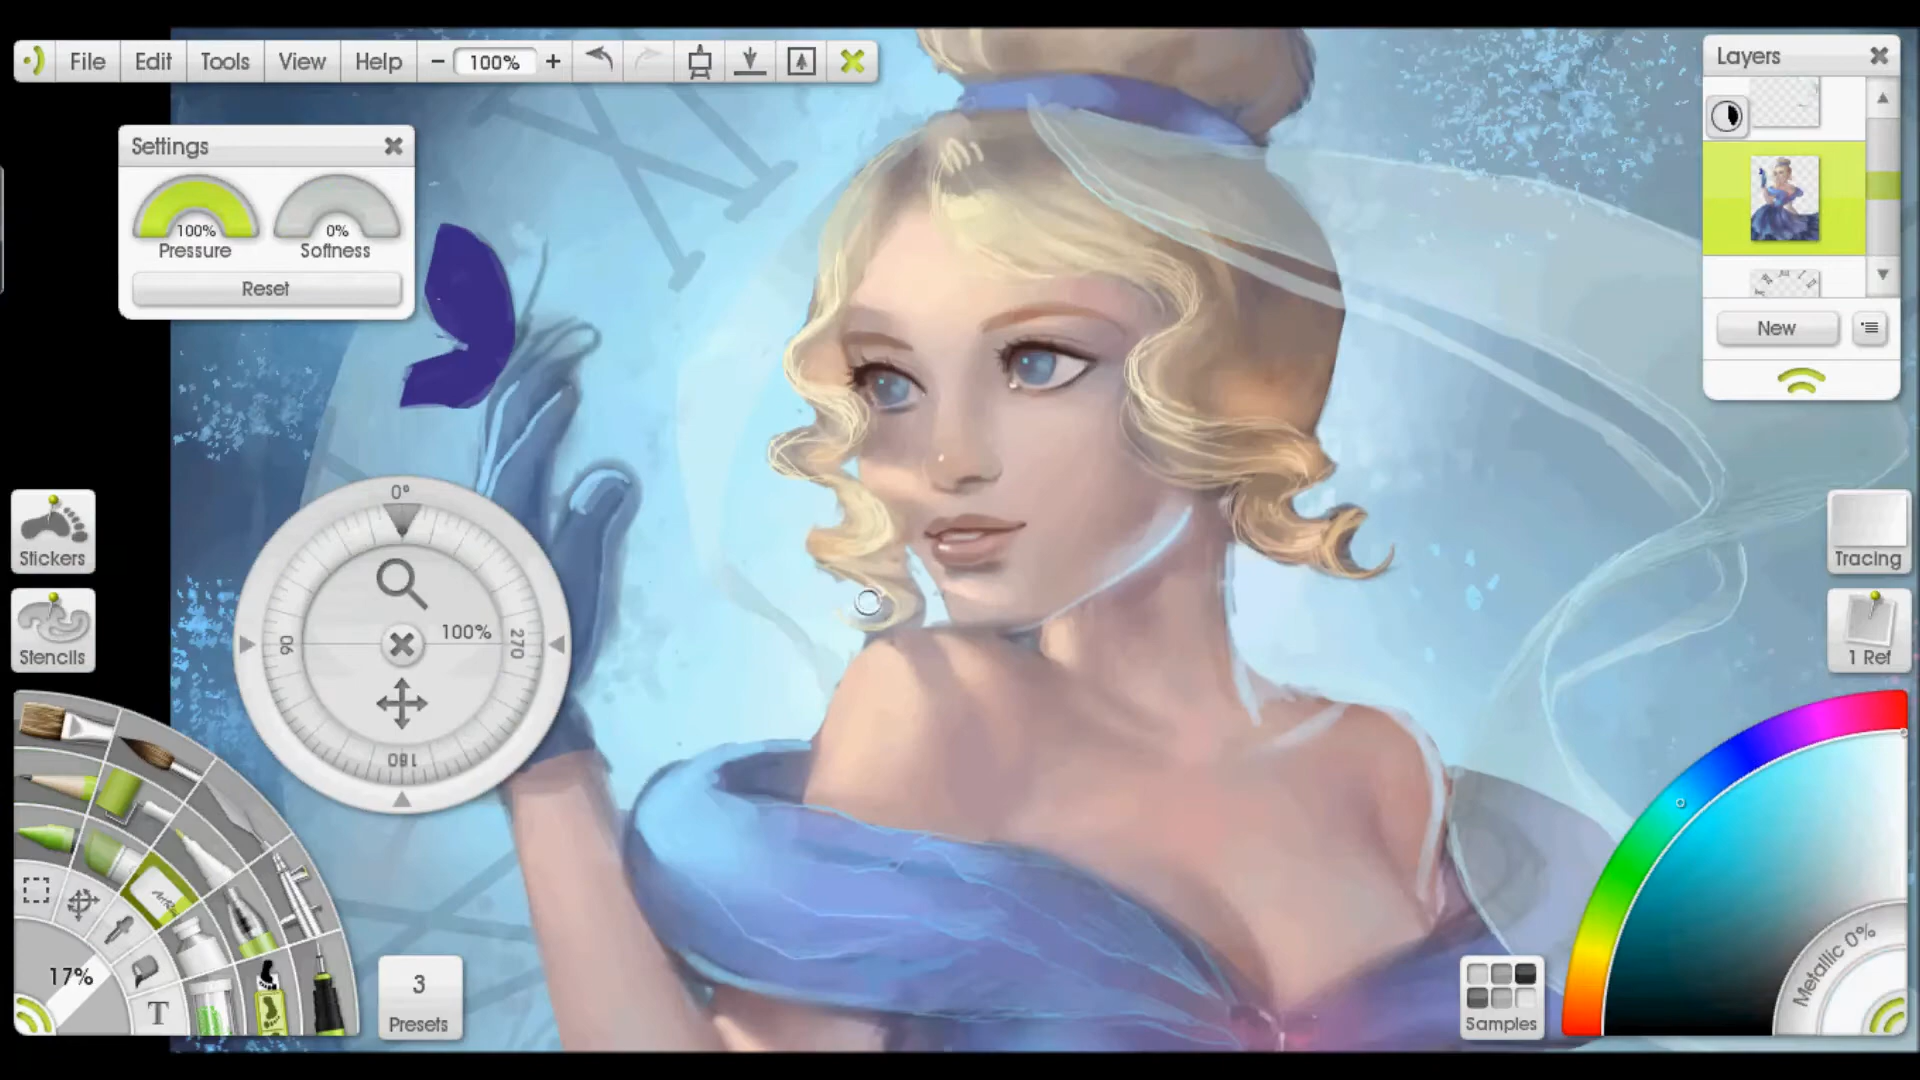 File Edit Tools View Help − 100% +
Layers
Settings
100% 0%
Pressure Softness
Reset
New
XI
0°
100%
90 270
180
Stickers
Stencils
Tracing
1 Ref
17%
T
3
Presets
Samples
Metallic 0%